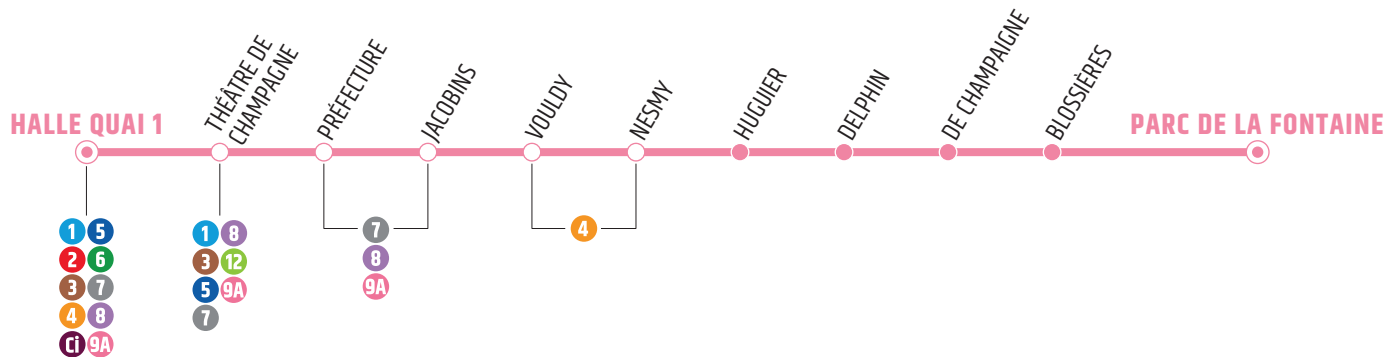 HALLE QUAI 1
THÉÂTRE DE
CHAMPAGNE
PRÉFECTURE
JACOBINS
VOULDY
NESMY
HUGUIER
DELPHIN
DE CHAMPAIGNE
BLOSSIÈRES
PARC DE LA FONTAINE
1 5
2 6
3 7
4 8
Ci 9A
1 8
3 12
5 9A
7
7
8
9A
4